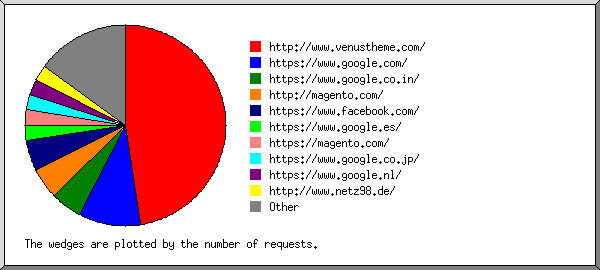 http://www.venustheme.com/
https://www.google.com/
https://www.google.co.in/
http://magento.com/
https://www.facebook.com/
https://www.google.es/
https://magento.com/
https://www.google.co.jp/
https://www.google.nl/
http://www.netz98.de/
Other
The wedges are plotted by the number of requests.